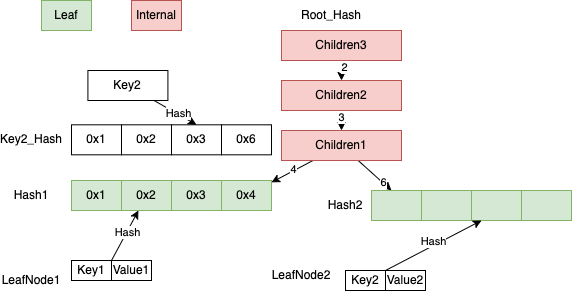 Leaf
Internal
Root_Hash
Children3
2
Key2
Children2
Hash
3
Key2_Hash
0x1
0x2
0x3
0x6
Children1
4
6
Hash1
0x1
0x2
0x3
0x4
Hash2
Hash
Hash
LeafNode1
Key1
Value1
LeafNode2
Key2
Value2